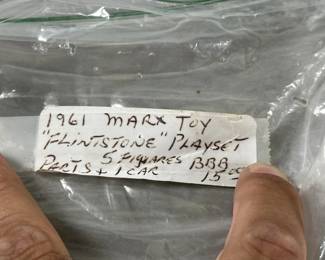 1961 MARX TOY
"FLINTSTONE" PLAYSET
5 FIGURES BBB
PARTS + 1 CAR 15 00